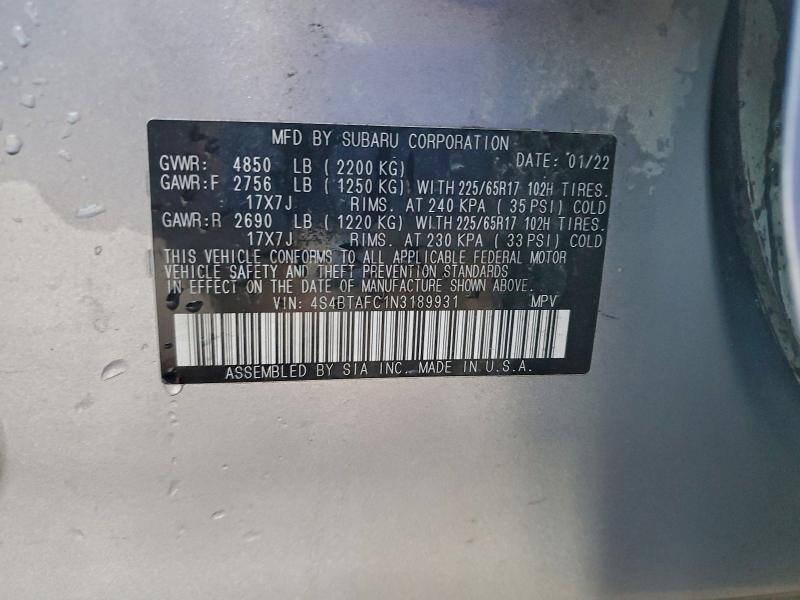 MFD BY SUBARU CORPORATION
GVWR: 4850 LB (2200 KG) DATE: 01/22
GAWR:F 2756 LB (1250 KG) WITH 225/65R17 102H TIRES.
17X7J RIMS. AT 240 KPA (35 PSI) COLD
GAWR:R 2690 LB (1220 KG) WITH 225/65R17 102H TIRES.
17X7J RIMS. AT 230 KPA (33 PSI) COLD
THIS VEHICLE CONFORMS TO ALL APPLICABLE FEDERAL MOTOR
VEHICLE SAFETY AND THEFT PREVENTION STANDARDS
IN EFFECT ON THE DATE OF MANUFACTURE SHOWN ABOVE.
VIN: 4S4BTAFC1N3189931 MPV
ASSEMBLED BY SIA INC. MADE IN U.S.A.